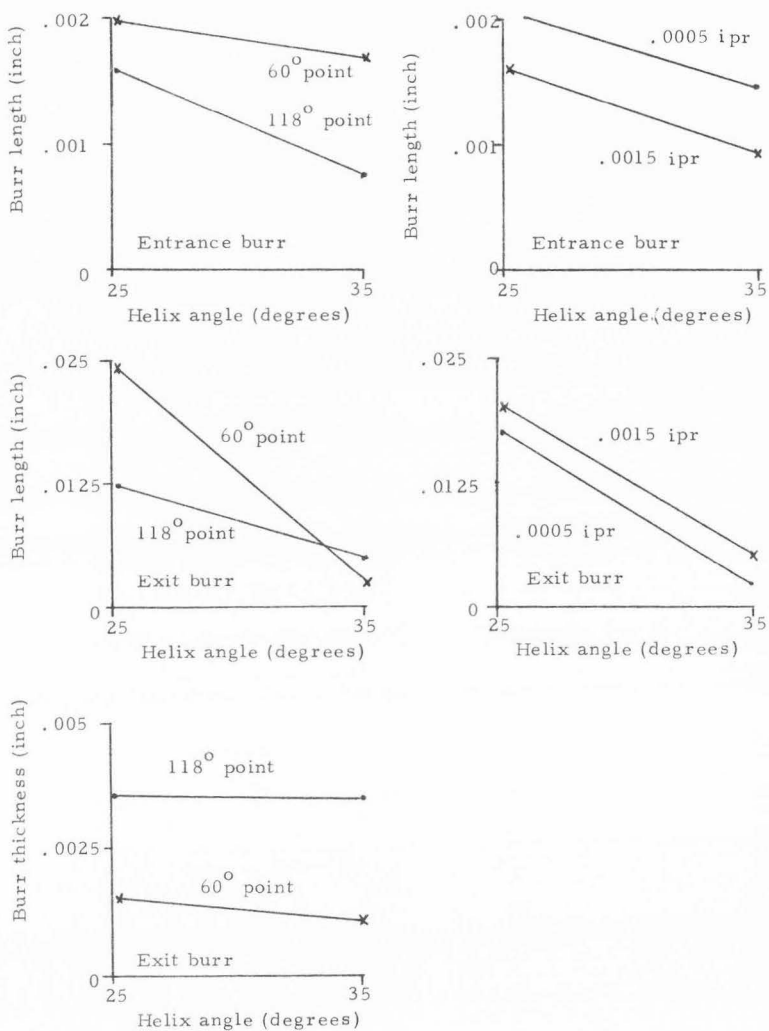 Burr length (inch)
.002
.001
0
60° point
118° point
Entrance burr
25
35
Helix angle (degrees)
Burr length (inch)
.002
.001
0
.0005 ipr
.0015 ipr
Entrance burr
25
35
Helix angle (degrees)
Burr length (inch)
.025
.0125
0
60° point
118° point
Exit burr
25
35
Helix angle (degrees)
.025
.0125
0
.0015 ipr
.0005 ipr
Exit burr
25
35
Helix angle (degrees)
Burr thickness (inch)
.005
.0025
0
118° point
60° point
Exit burr
25
35
Helix angle (degrees)